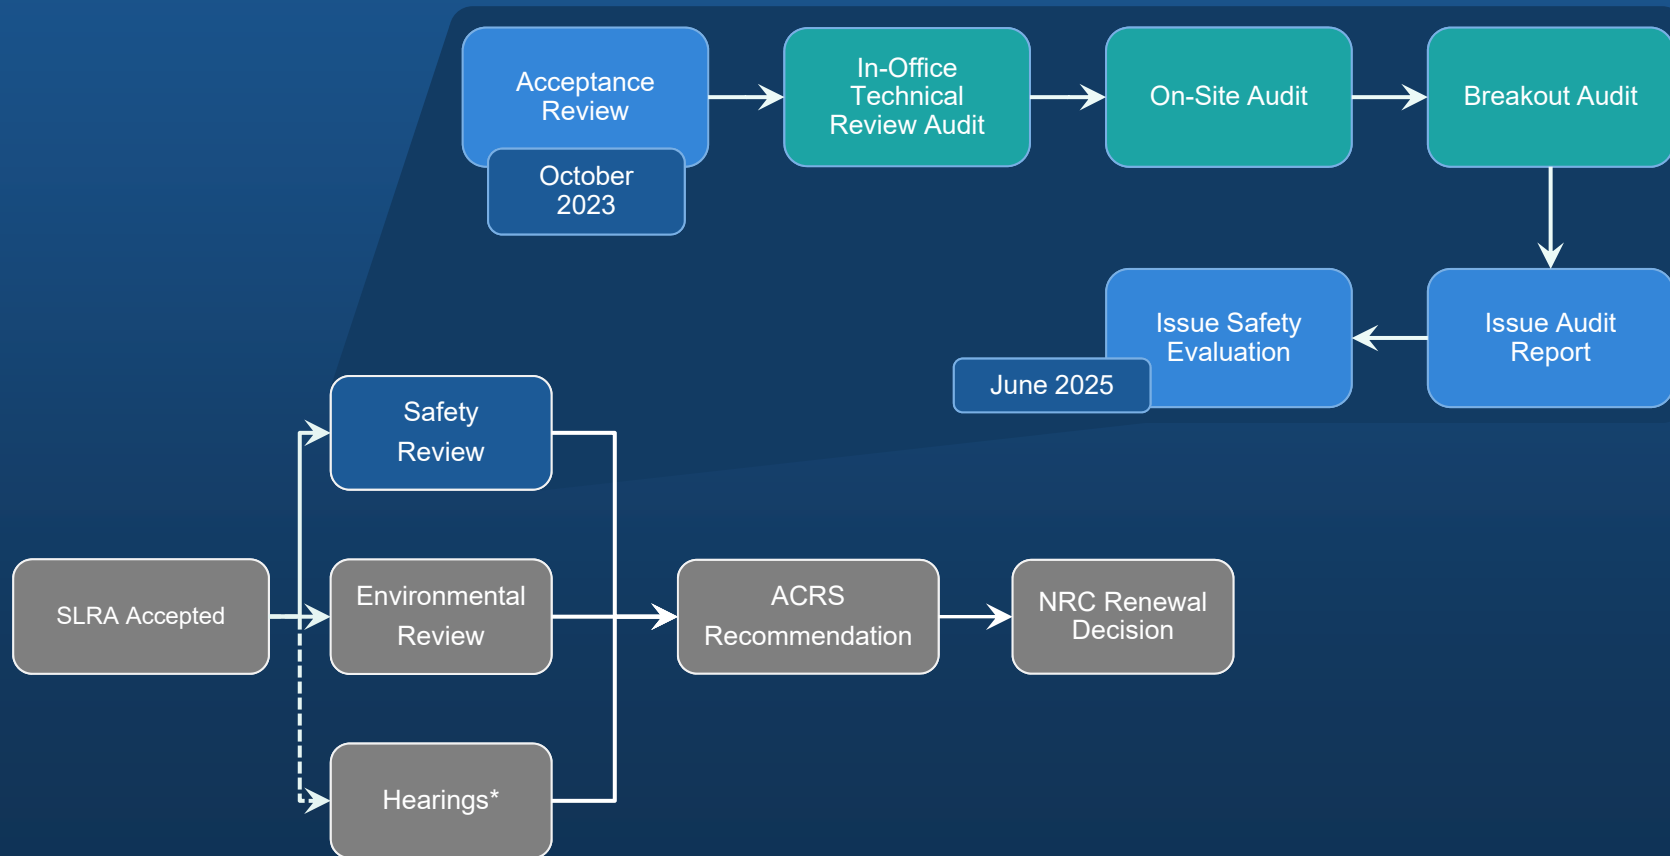 Acceptance
Review
October
2023
In-Office
Technical
Review Audit
On-Site Audit
Breakout Audit
Issue Audit
Report
Issue Safety
Evaluation
June 2025
SLRA Accepted
Safety
Review
Environmental
Review
Hearings*
ACRS
Recommendation
NRC Renewal
Decision